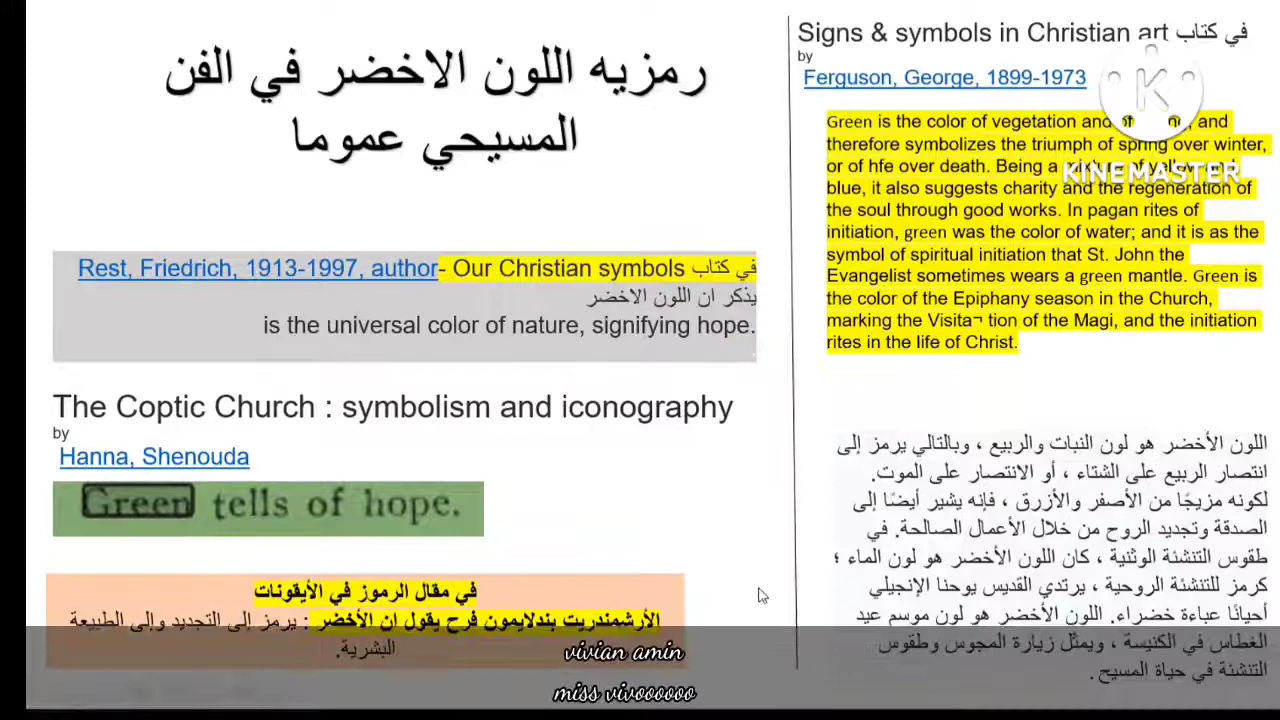 رمزيه اللون الاخضر في الفن
المسيحي عموما
Rest, Friedrich, 1913-1997, author- Our Christian symbols في كتاب
يذكر ان اللون الاخضر
is the universal color of nature, signifying hope.
The Coptic Church : symbolism and iconography
by
Hanna, Shenouda
Green tells of hope.
في مقال الرموز في الأيقونات
الأرشمندريت بندلايمون فرح يقول ان الأخضر : يرمز إلى التجديد وإلى الطبيعة
البشرية.
Signs & symbols in Christian art في كتاب
by
Ferguson, George, 1899-1973
Green is the color of vegetation and and
therefore symbolizes the triumph of spring over winter,
or of hfe over death. Being a mixture of yellow and
blue, it also suggests charity and the regeneration of
the soul through good works. In pagan rites of
initiation, green was the color of water; and it is as the
symbol of spiritual initiation that St. John the
Evangelist sometimes wears a green mantle. Green is
the color of the Epiphany season in the Church,
marking the Visita¬ tion of the Magi, and the initiation
rites in the life of Christ.
اللون الأخضر هو لون النبات والربيع ، وبالتالي يرمز إلى
انتصار الربيع على الشتاء ، أو الانتصار على الموت.
لكونه مزيجًا من الأصفر والأزرق ، فإنه يشير أيضًا إلى
الصدقة وتجديد الروح من خلال الأعمال الصالحة. في
طقوس التنشئة الوثنية ، كان اللون الأخضر هو لون الماء ؛
كرمز للتنشئة الروحية ، يرتدي القديس يوحنا الإنجيلي
أحيانًا عباءة خضراء. اللون الأخضر هو لون موسم عيد
الغطاس في الكنيسة ، ويمثل زيارة المجوس وطقوس
التنشئة في حياة المسيح .
K
KINEMASTER
vivian amin
miss vivoooooo